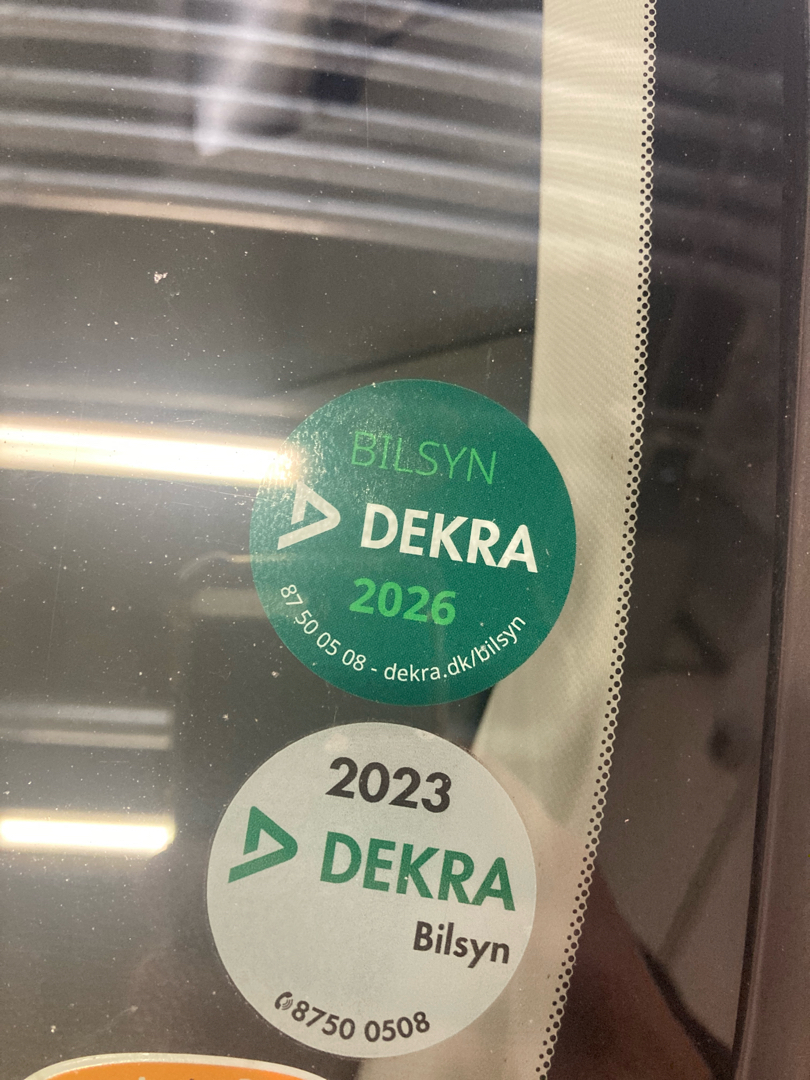 BILSYN
DEKRA
2026
87 50 05 08 - dekra.dk/bilsyn
2023
DEKRA
Bilsyn
8750 0508